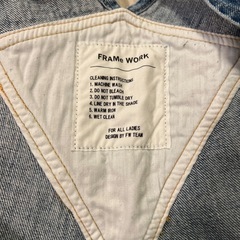 FRAMe WORK
CLEANING INSTRUCTIONS
1. MACHINE WASH
2. DO NOT BLEACH
3. DO NOT TUMBLE DRY
4. LINE DRY IN THE SHADE
5. WARM IRON
6. WET CLEAN
FOR ALL LADIES
DESIGN BY FW TEAM